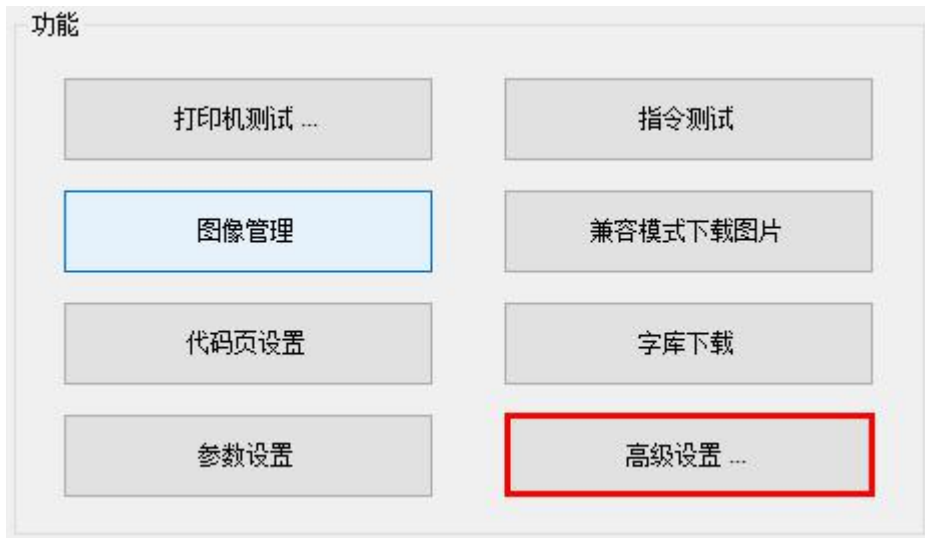 功能
打印机测试 ...
指令测试
图像管理
兼容模式下载图片
代码页设置
字库下载
参数设置
高级设置 ...